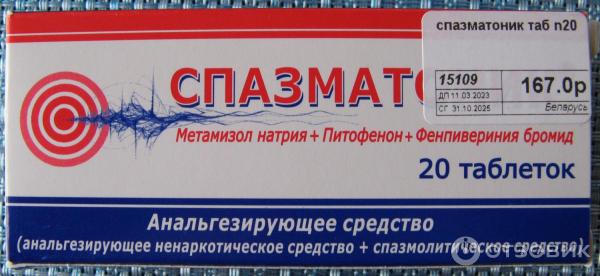 спазматоник таб n20
15109
ДП 11.03.2023
СГ 31.10.2025
167.0р
Беларусь
СПАЗМАТО
Метамизол натрия + Питофенон + Фенпивериния бромид
20 таблеток
Анальгезирующее средство
(анальгезирующее ненаркотическое средство + спазмолитическое средство)
ОТЗОВИК